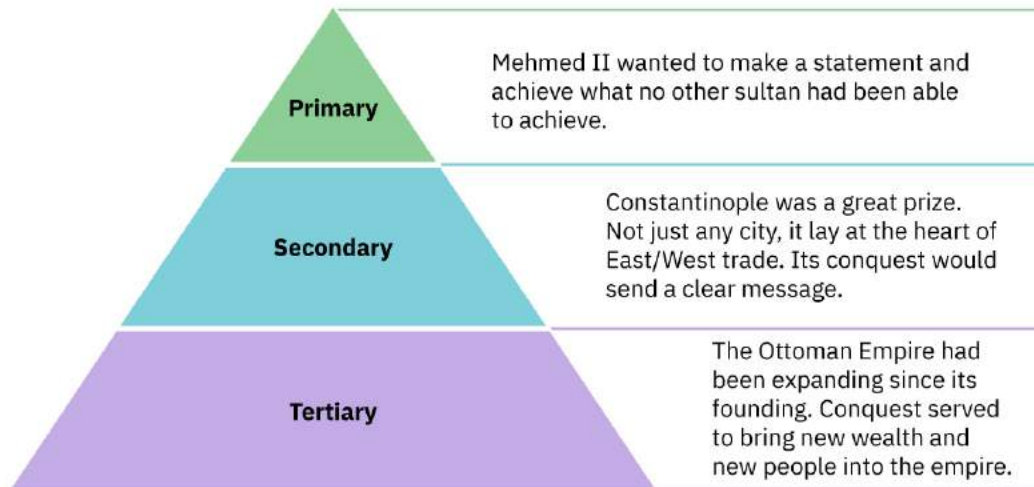 Primary
Mehmed II wanted to make a statement and
achieve what no other sultan had been able
to achieve.
Secondary
Constantinople was a great prize.
Not just any city, it lay at the heart of
East/West trade. Its conquest would
send a clear message.
Tertiary
The Ottoman Empire had
been expanding since its
founding. Conquest served
to bring new wealth and
new people into the empire.